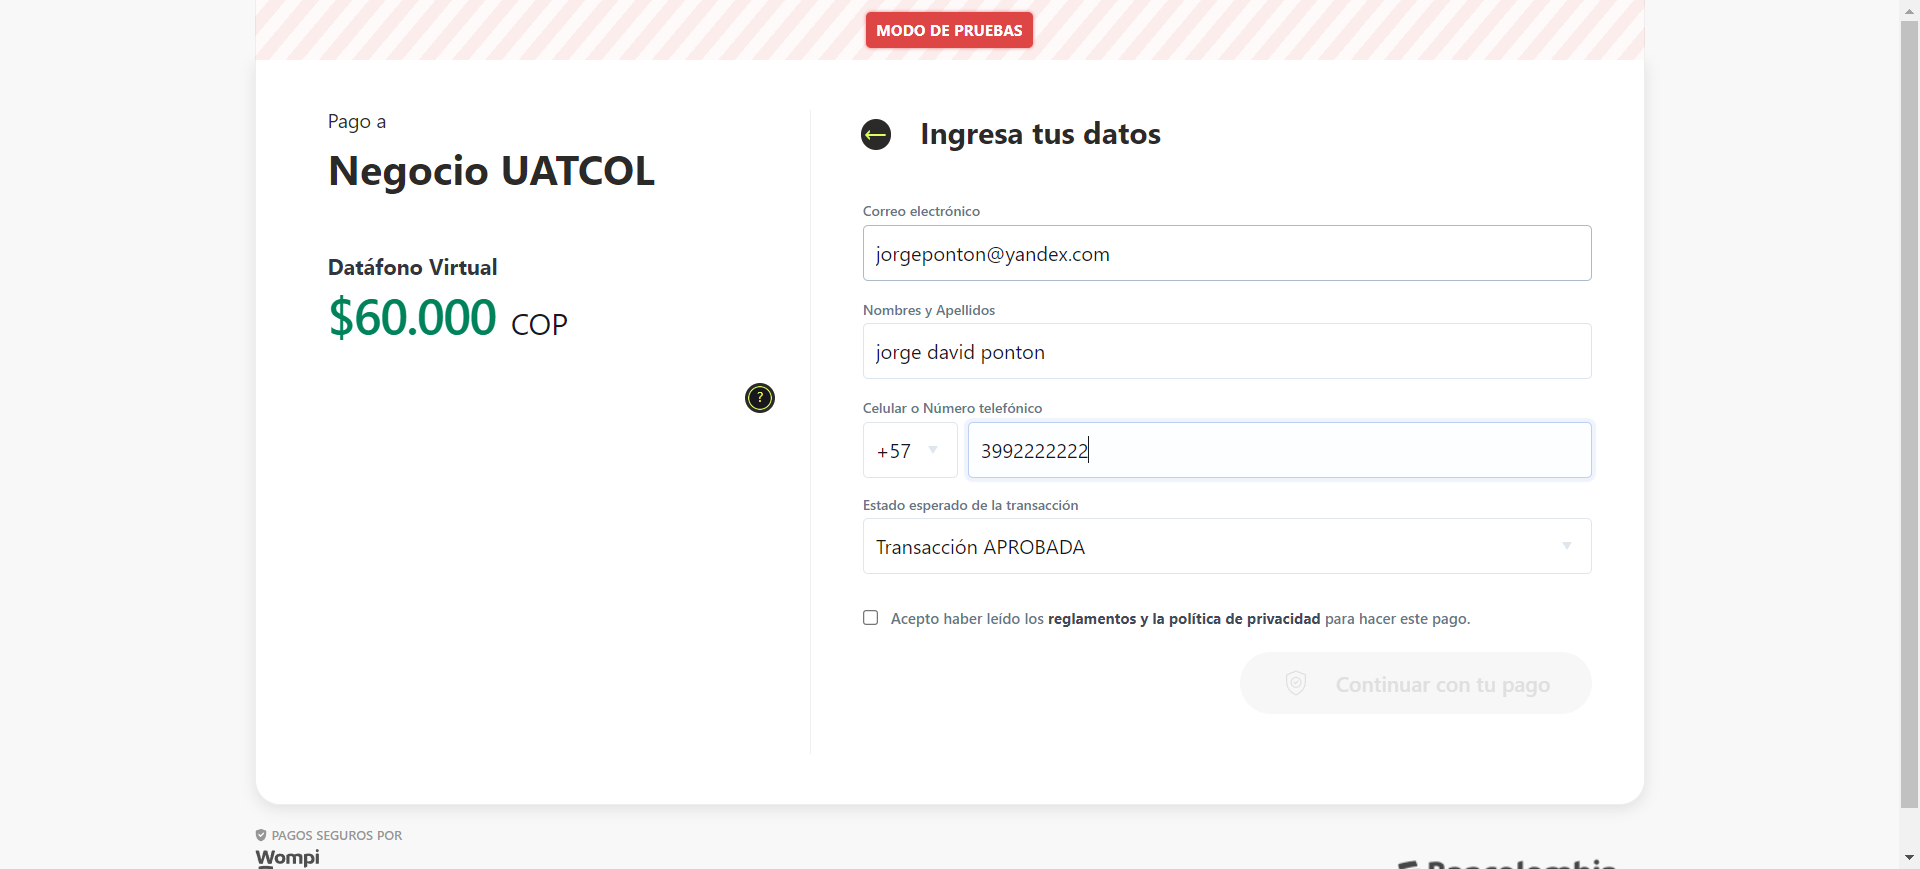 MODO DE PRUEBAS
Pago a
Negocio UATCOL
Datáfono Virtual
$60.000 COP
?
Ingresa tus datos
Correo electrónico
jorgeponton@yandex.com
Nombres y Apellidos
jorge david ponton
Celular o Número telefónico
+57 3992222222
Estado esperado de la transacción
Transacción APROBADA
Acepto haber leído los reglamentos y la política de privacidad para hacer este pago.
Continuar con tu pago
PAGOS SEGUROS POR
Wompi
Bancolombia